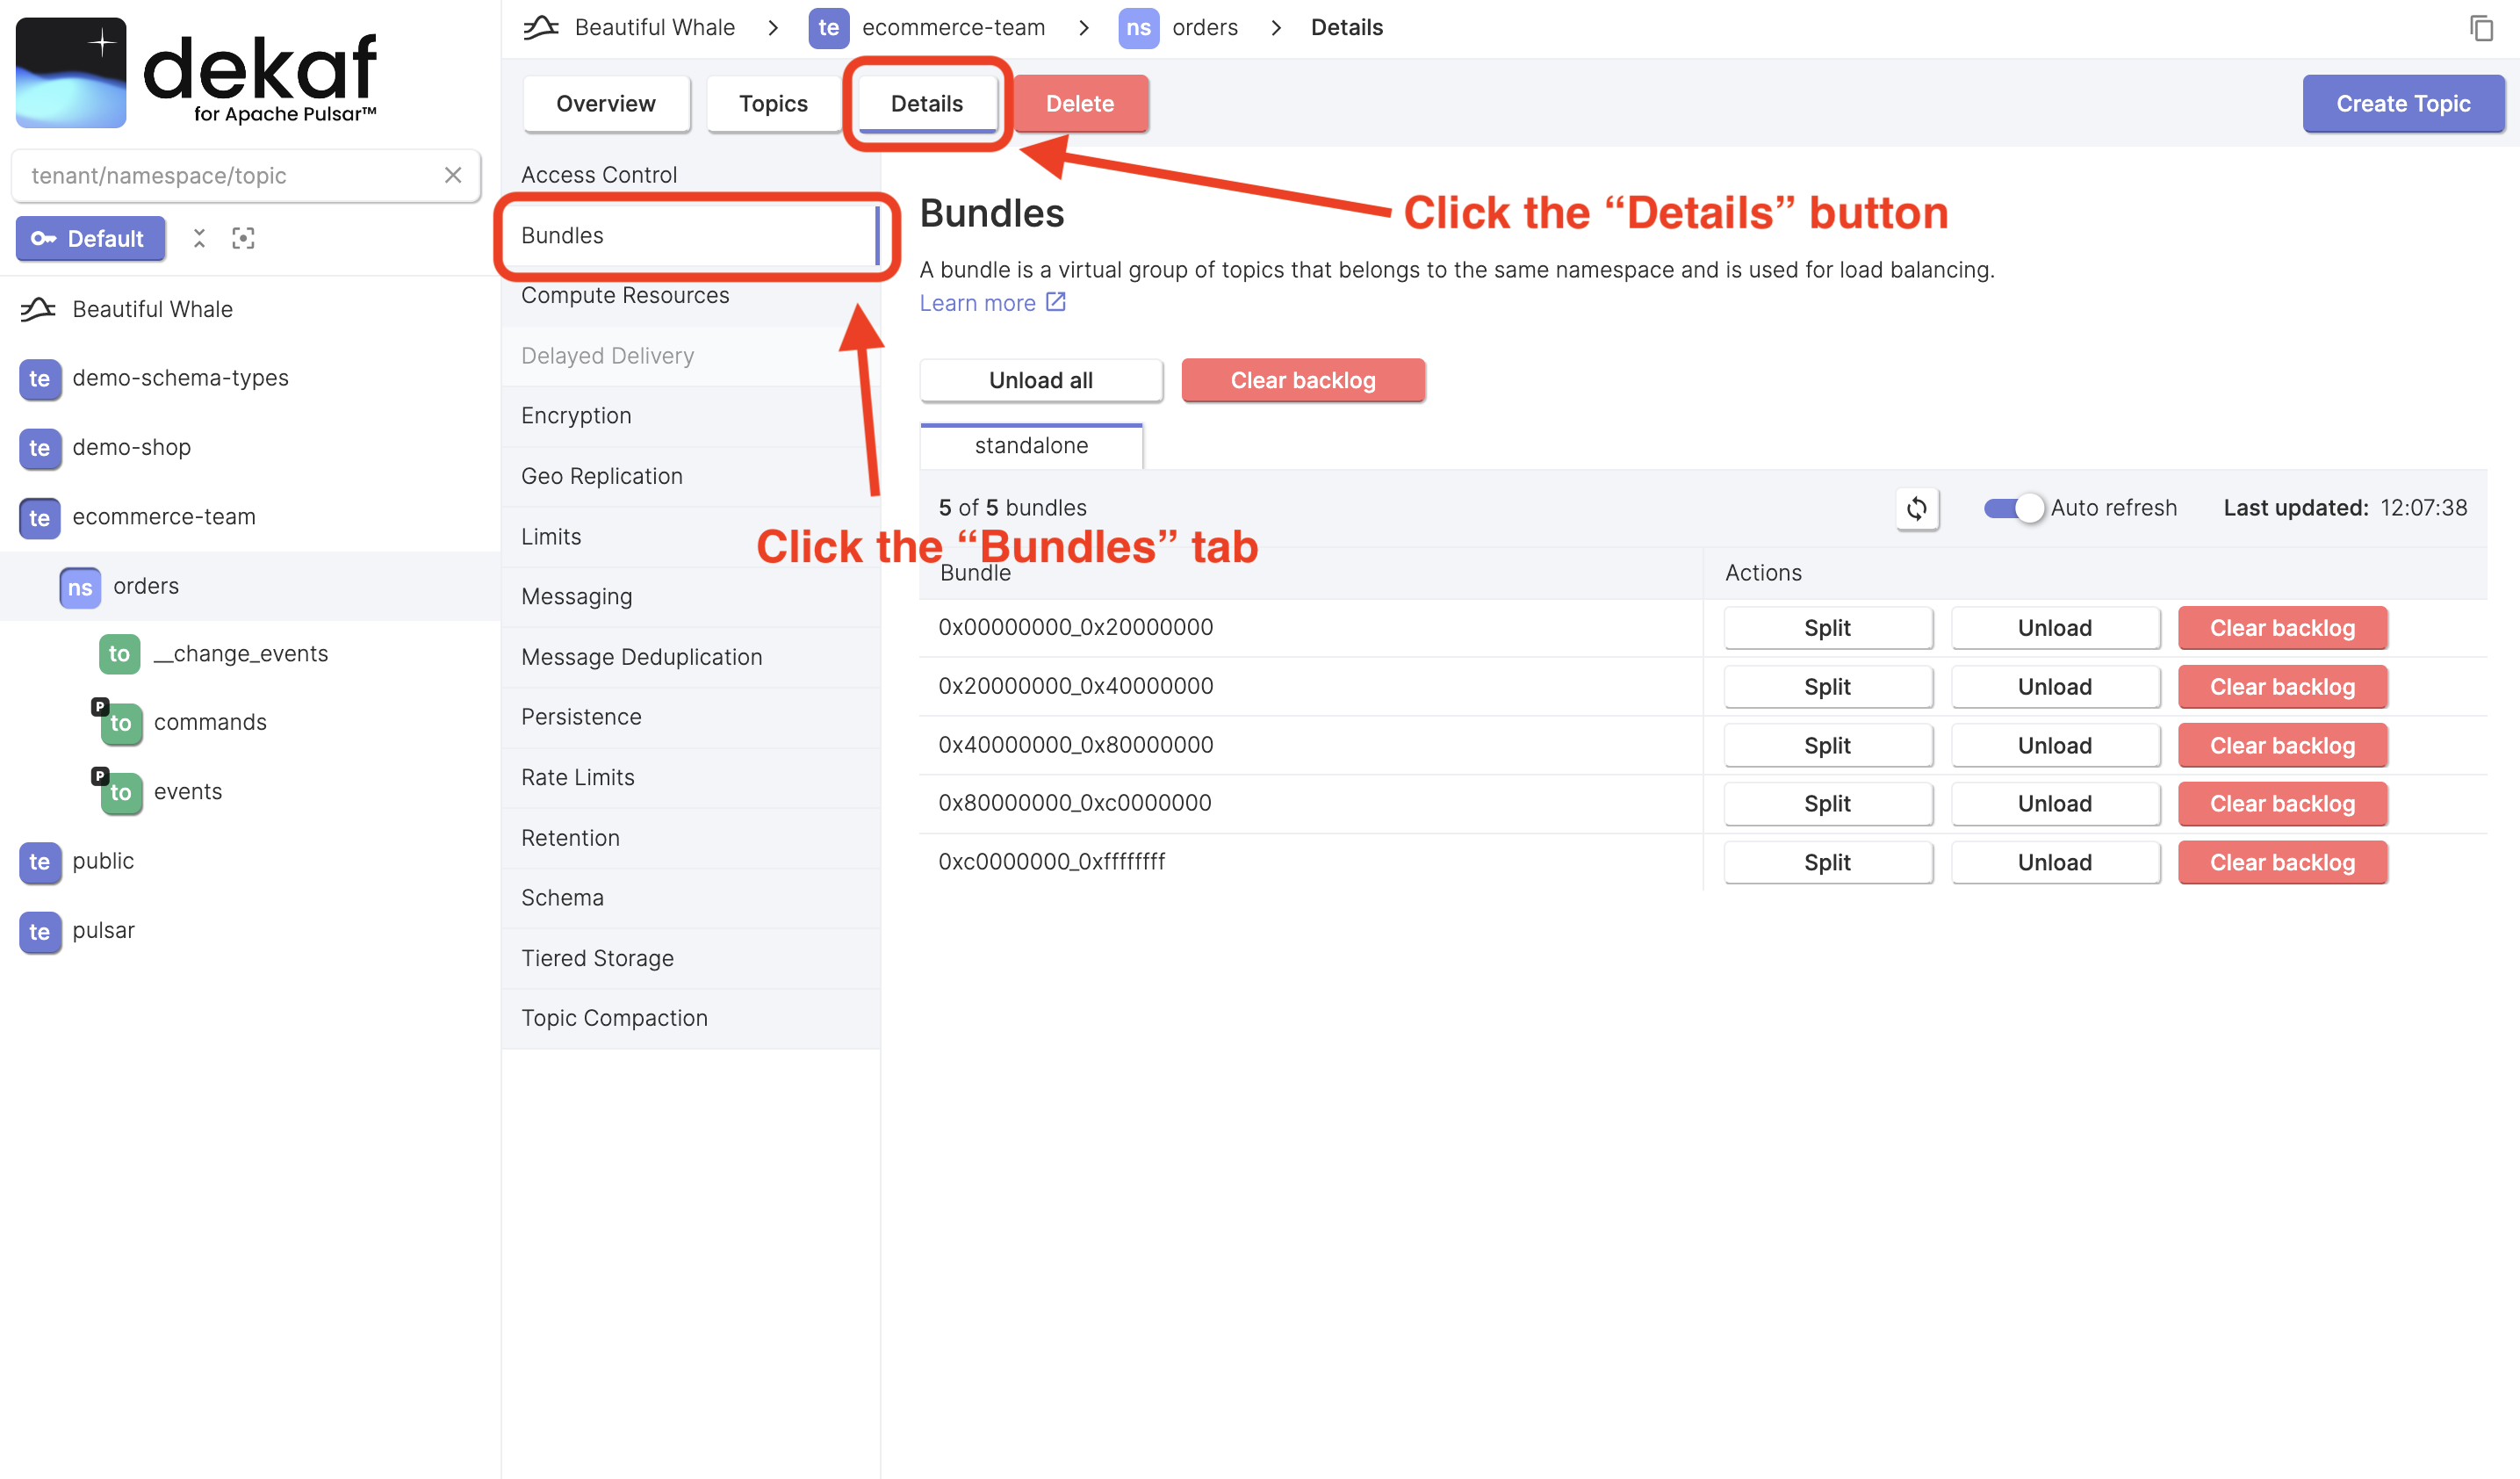 dekaf
for Apache Pulsar™
tenant/namespace/topic
Default
Beautiful Whale
te demo-schema-types
te demo-shop
te ecommerce-team
ns orders
to __change_events
P to commands
P to events
te public
te pulsar
Beautiful Whale > te ecommerce-team > ns orders > Details
Overview Topics Details Delete Create Topic
Access Control
Bundles
Compute Resources
Delayed Delivery
Encryption
Geo Replication
Limits
Messaging
Message Deduplication
Persistence
Rate Limits
Retention
Schema
Tiered Storage
Topic Compaction
Click the “Details” button
Click the “Bundles” tab
Bundles
A bundle is a virtual group of topics that belongs to the same namespace and is used for load balancing.
Learn more
Unload all Clear backlog
standalone
5 of 5 bundles Auto refresh Last updated: 12:07:38
Bundle Actions
0x00000000_0x20000000 Split Unload Clear backlog
0x20000000_0x40000000 Split Unload Clear backlog
0x40000000_0x80000000 Split Unload Clear backlog
0x80000000_0xc0000000 Split Unload Clear backlog
0xc0000000_0xffffffff Split Unload Clear backlog